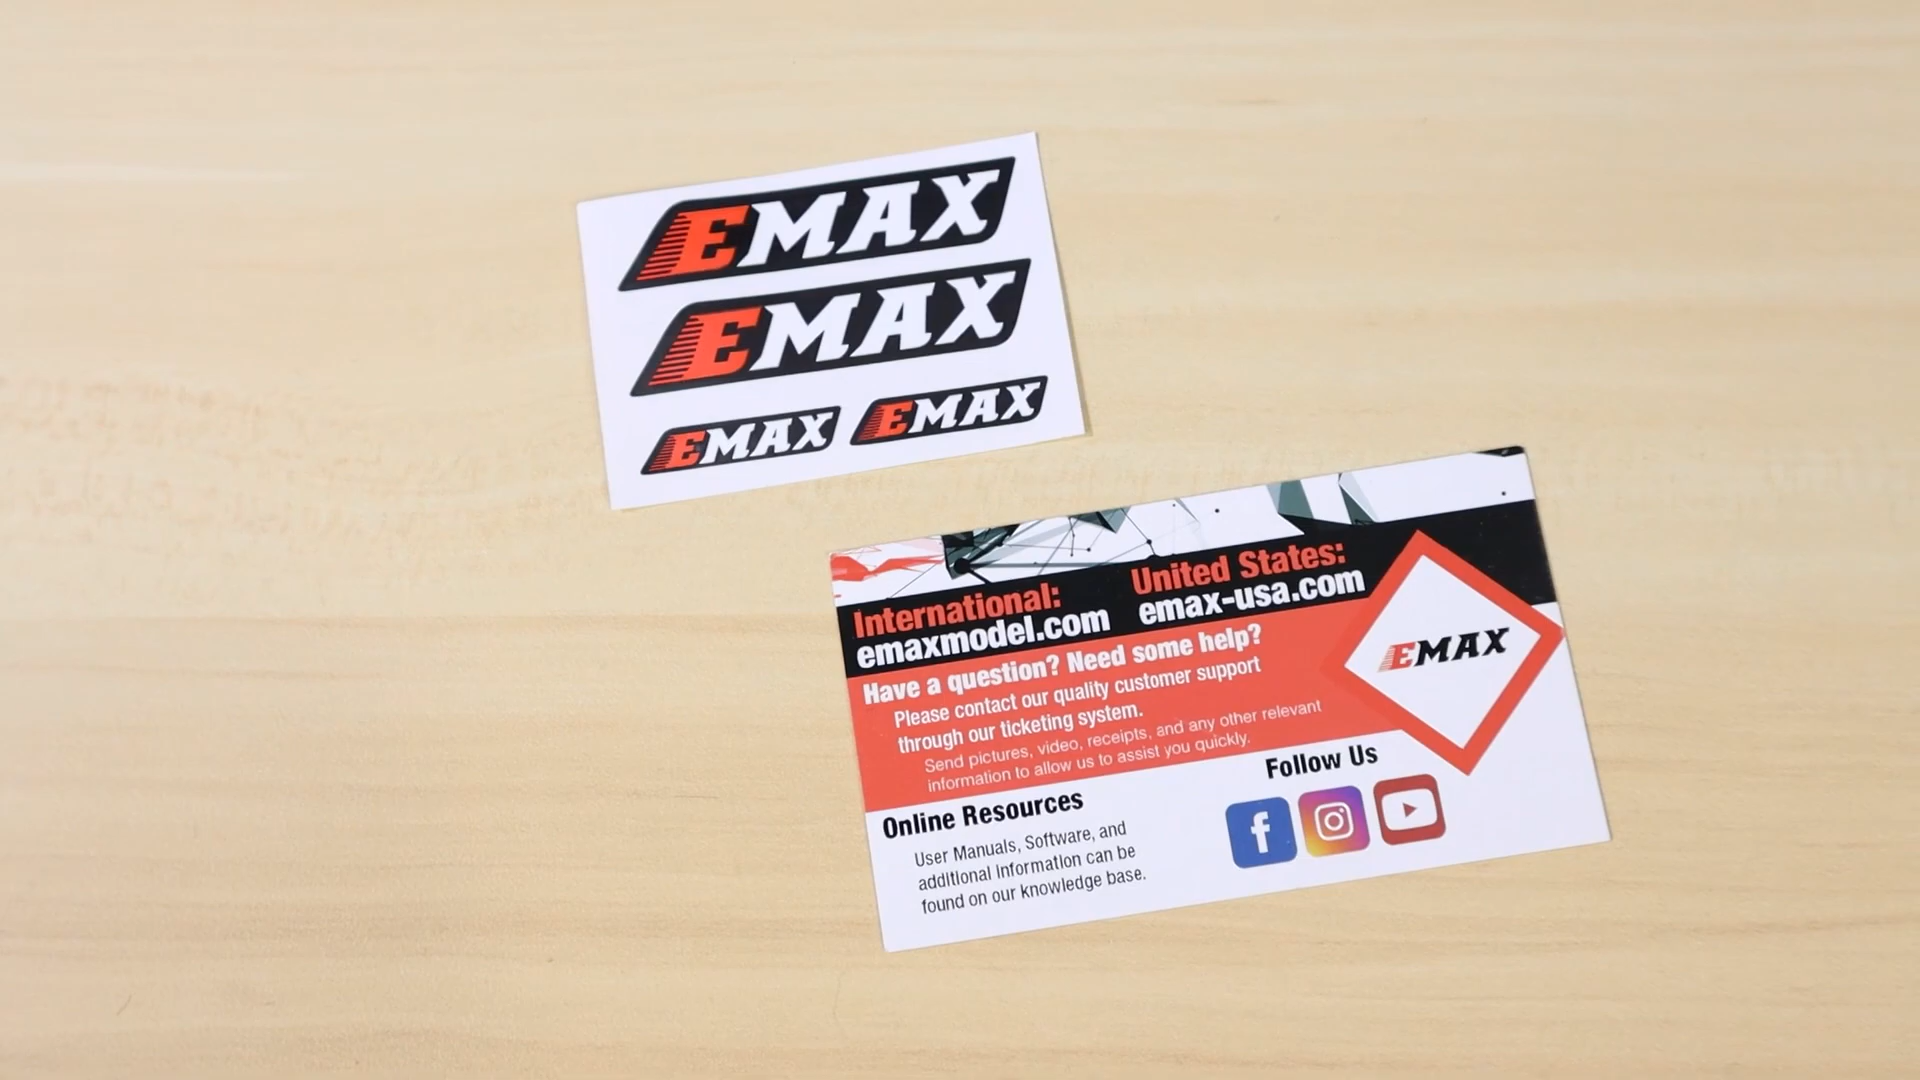 EMAX
EMAX
EMAX EMAX
International:
emaxmodel.com
United States:
emax-usa.com
EMAX
Have a question? Need some help?
Please contact our quality customer support
through our ticketing system.
Send pictures, video, receipts, and any other relevant
information to allow us to assist you quickly.
Online Resources
User Manuals, Software, and
additional information can be
found on our knowledge base.
Follow Us
f